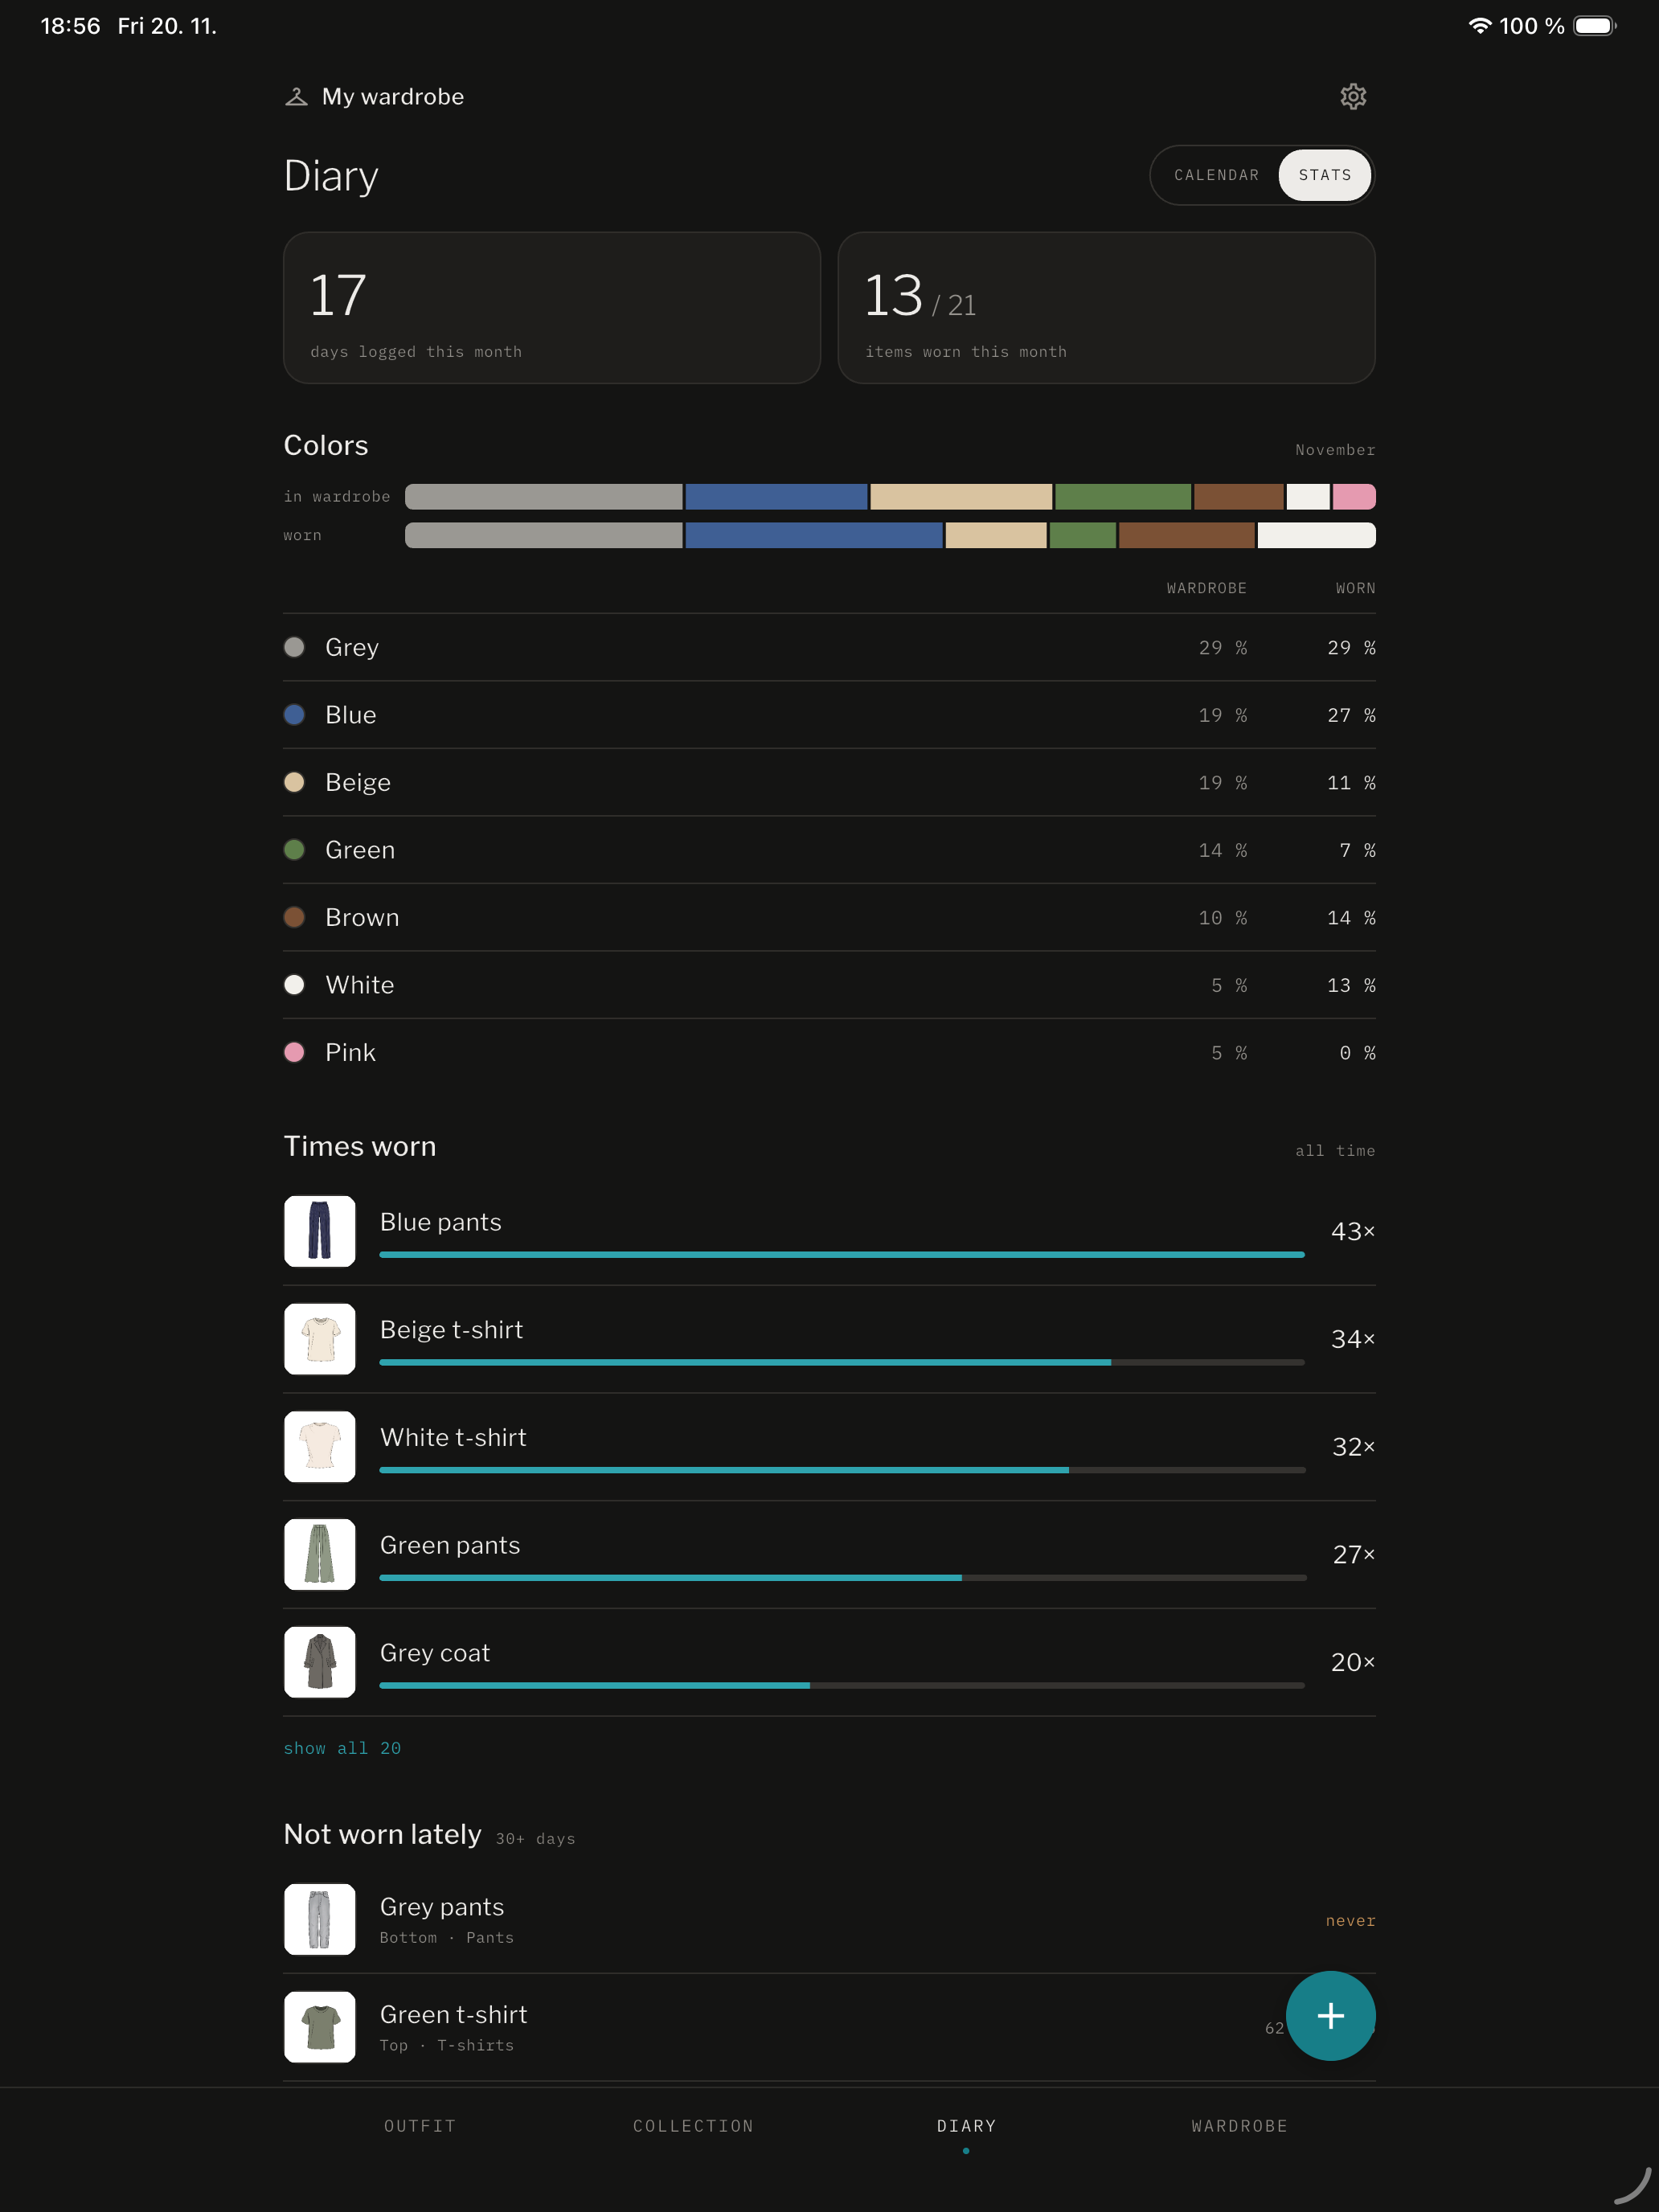 18:56 Fri 20. 11.
100 %
My wardrobe
Diary
CALENDAR STATS
17
days logged this month
13 / 21
items worn this month
Colors November
in wardrobe
worn
WARDROBE WORN
Grey 29 % 29 %
Blue 19 % 27 %
Beige 19 % 11 %
Green 14 % 7 %
Brown 10 % 14 %
White 5 % 13 %
Pink 5 % 0 %
Times worn all time
Blue pants 43×
Beige t-shirt 34×
White t-shirt 32×
Green pants 27×
Grey coat 20×
show all 20
Not worn lately 30+ days
Grey pants
Bottom · Pants
never
Green t-shirt
Top · T-shirts
62
OUTFIT COLLECTION DIARY WARDROBE